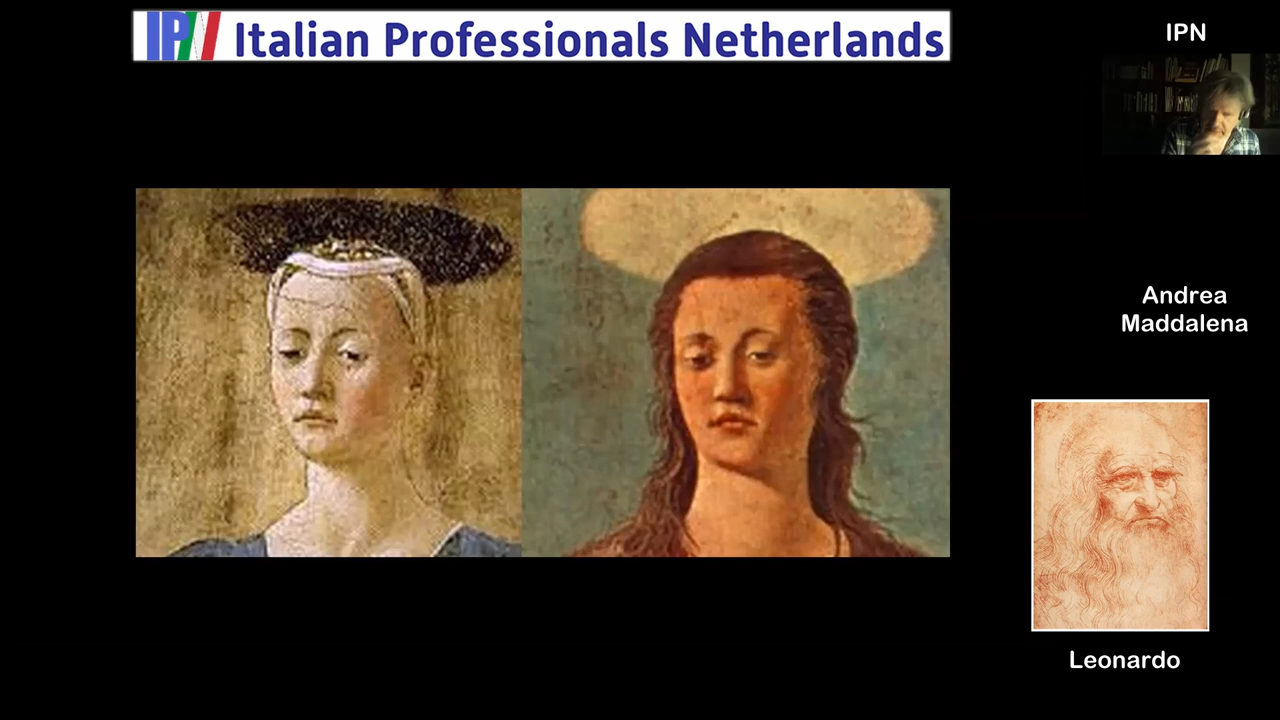 IPN Italian Professionals Netherlands
IPN
Andrea
Maddalena
Leonardo